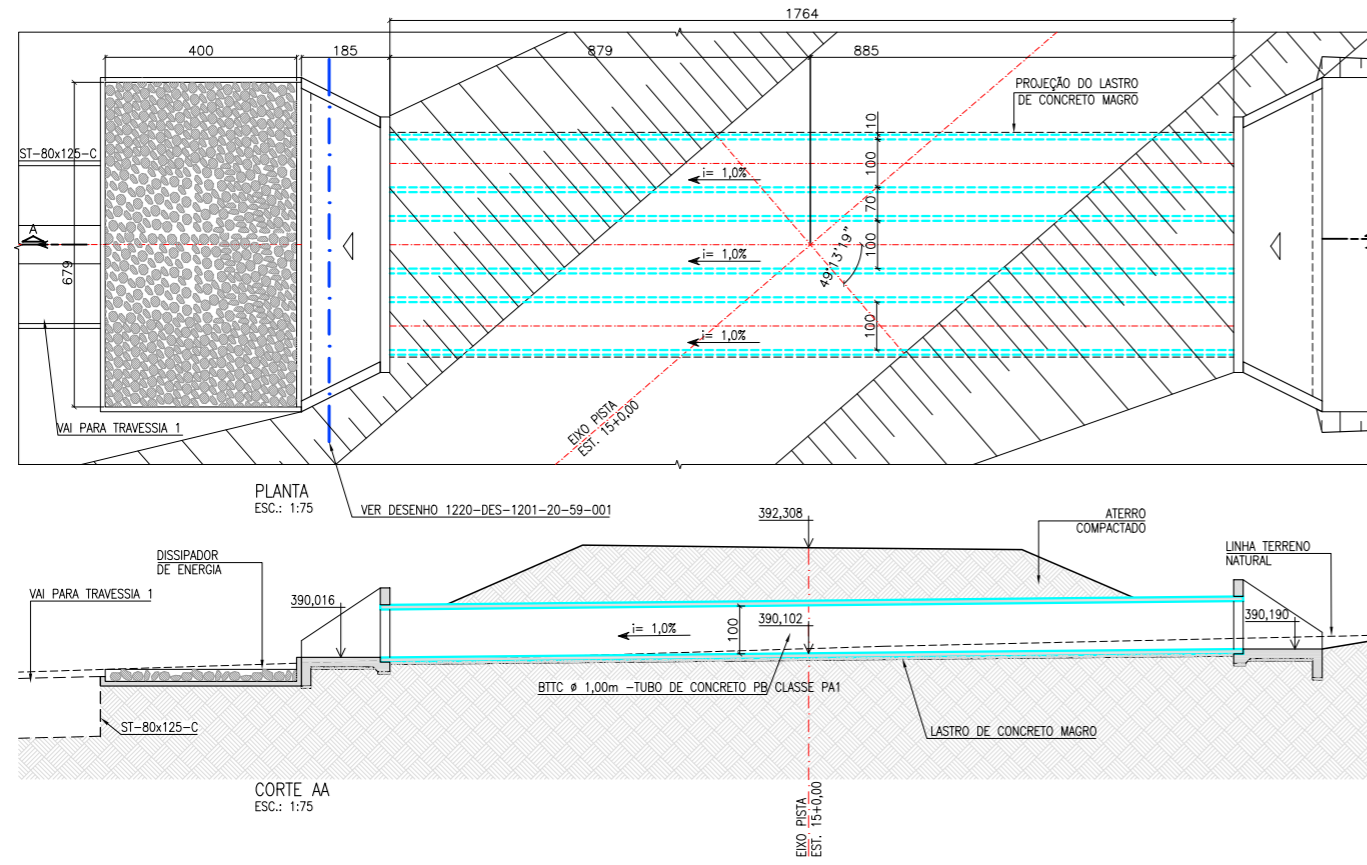 1764
400
185
879
885
PROJEÇÃO DO LASTRO
DE CONCRETO MAGRO
10
ST-80x125-C
100
i= 1,0%
70
A
679
100
i= 1,0%
49°13'19"
100
i= 1,0%
VAI PARA TRAVESSIA 1
EIXO PISTA
EST. 15+0,00
PLANTA
ESC.: 1:75
VER DESENHO 1220-DES-1201-20-59-001
392,308
ATERRO
COMPACTADO
DISSIPADOR
DE ENERGIA
LINHA TERRENO
NATURAL
VAI PARA TRAVESSIA 1
390,016
i= 1,0%
100
390,102
390,190
BTTC ø 1,00m -TUBO DE CONCRETO PB CLASSE PA1
ST-80x125-C
LASTRO DE CONCRETO MAGRO
CORTE AA
ESC.: 1:75
EIXO PISTA
EST. 15+0,00